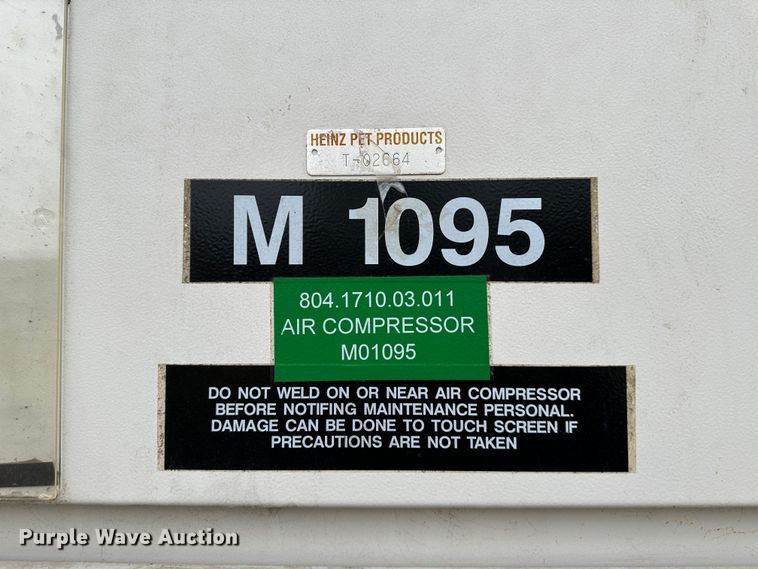 HEINZ PET PRODUCTS
T-02664
M 1095
804.1710.03.011
AIR COMPRESSOR
M01095
DO NOT WELD ON OR NEAR AIR COMPRESSOR
BEFORE NOTIFING MAINTENANCE PERSONAL.
DAMAGE CAN BE DONE TO TOUCH SCREEN IF
PRECAUTIONS ARE NOT TAKEN
Purple Wave Auction